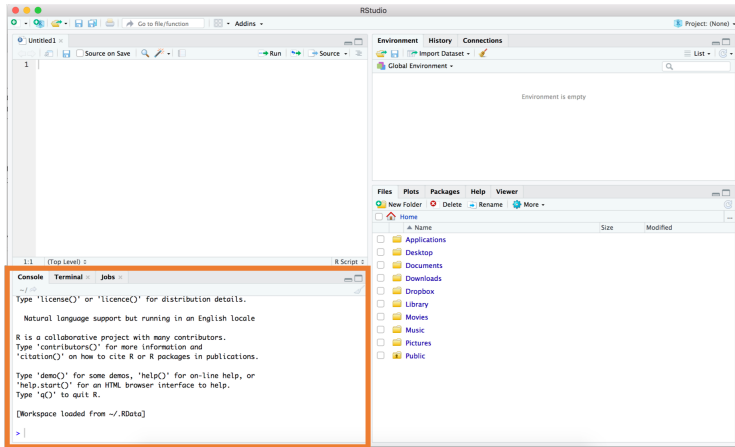 RStudio
Go to file/function Addins Project: (None)
Untitled1
Source on Save Run Source
1
1:1 (Top Level) R Script
Console Terminal Jobs
~/
Type 'license()' or 'licence()' for distribution details.
Natural language support but running in an English locale
R is a collaborative project with many contributors.
Type 'contributors()' for more information and
'citation()' on how to cite R or R packages in publications.
Type 'demo()' for some demos, 'help()' for on-line help, or
'help.start()' for an HTML browser interface to help.
Type 'q()' to quit R.
[Workspace loaded from ~/.RData]
>
Environment History Connections
Import Dataset List
Global Environment
Environment is empty
Files Plots Packages Help Viewer
New Folder Delete Rename More
Home ...
Name Size Modified
Applications
Desktop
Documents
Downloads
Dropbox
Library
Movies
Music
Pictures
Public